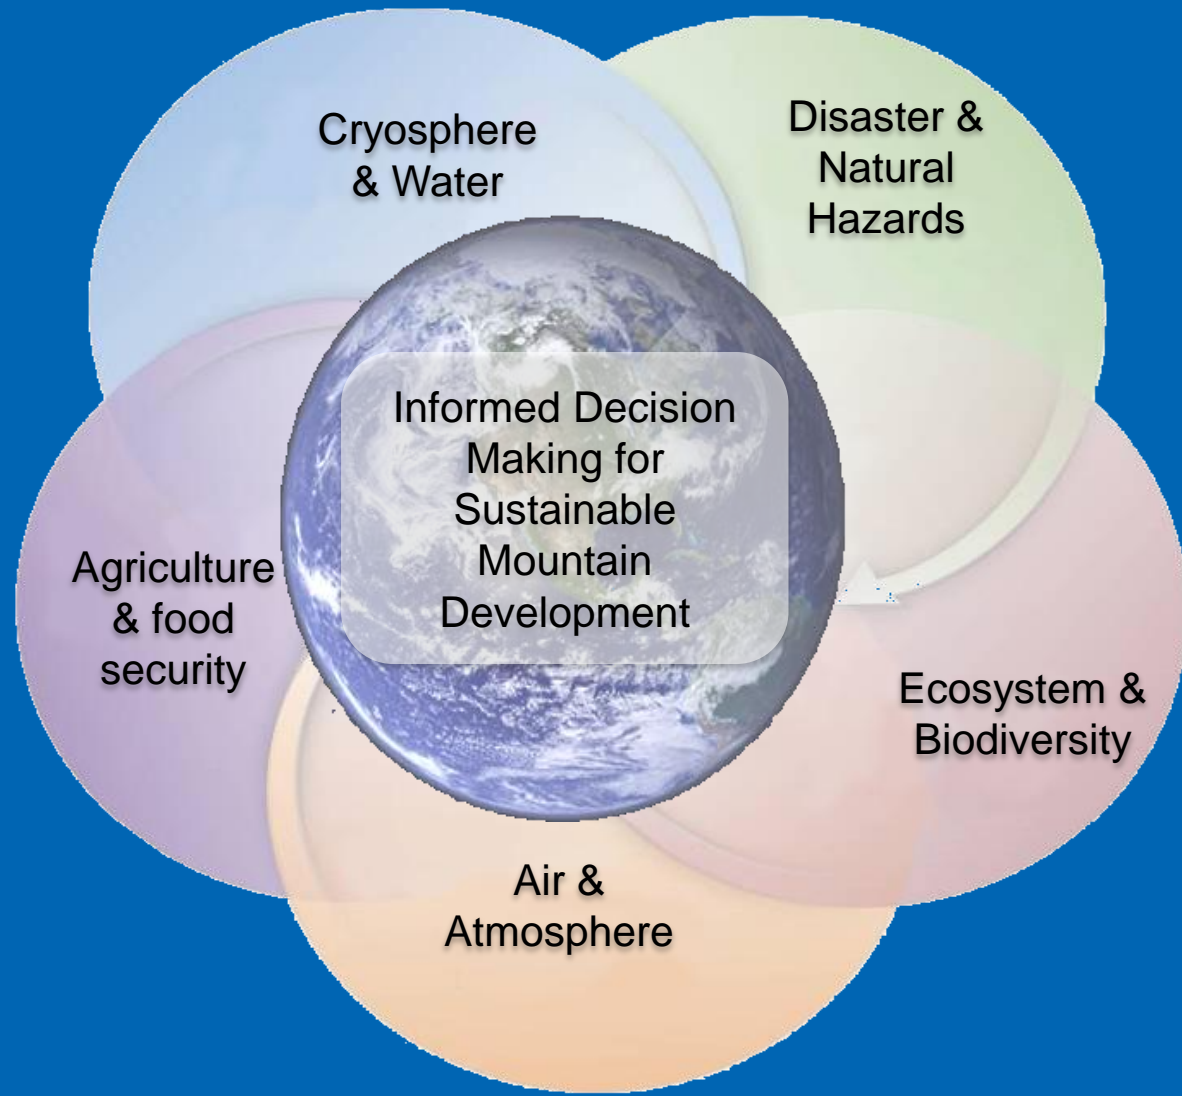 Cryosphere
& Water
Disaster &
Natural
Hazards
Informed Decision
Making for
Sustainable
Mountain
Development
Agriculture
& food
security
Ecosystem &
Biodiversity
Air &
Atmosphere